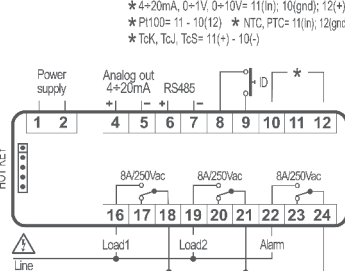 * 4÷20mA, 0÷1V, 0÷10V= 11(In); 10(gnd); 12(+)
* Pt100= 11 - 10(12) * NTC, PTC= 11(In); 12(gnd
* TcK, TcJ, TcS= 11(+) - 10(-)
Power supply
Analog out 4÷20mA
RS485
ID
*
+ - + -
1 2 4 5 6 7 8 9 10 11 12
HOT KEY
8A/250Vac 8A/250Vac 8A/250Vac
16 17 18 19 20 21 22 23 24
Line
Load1 Load2 Alarm